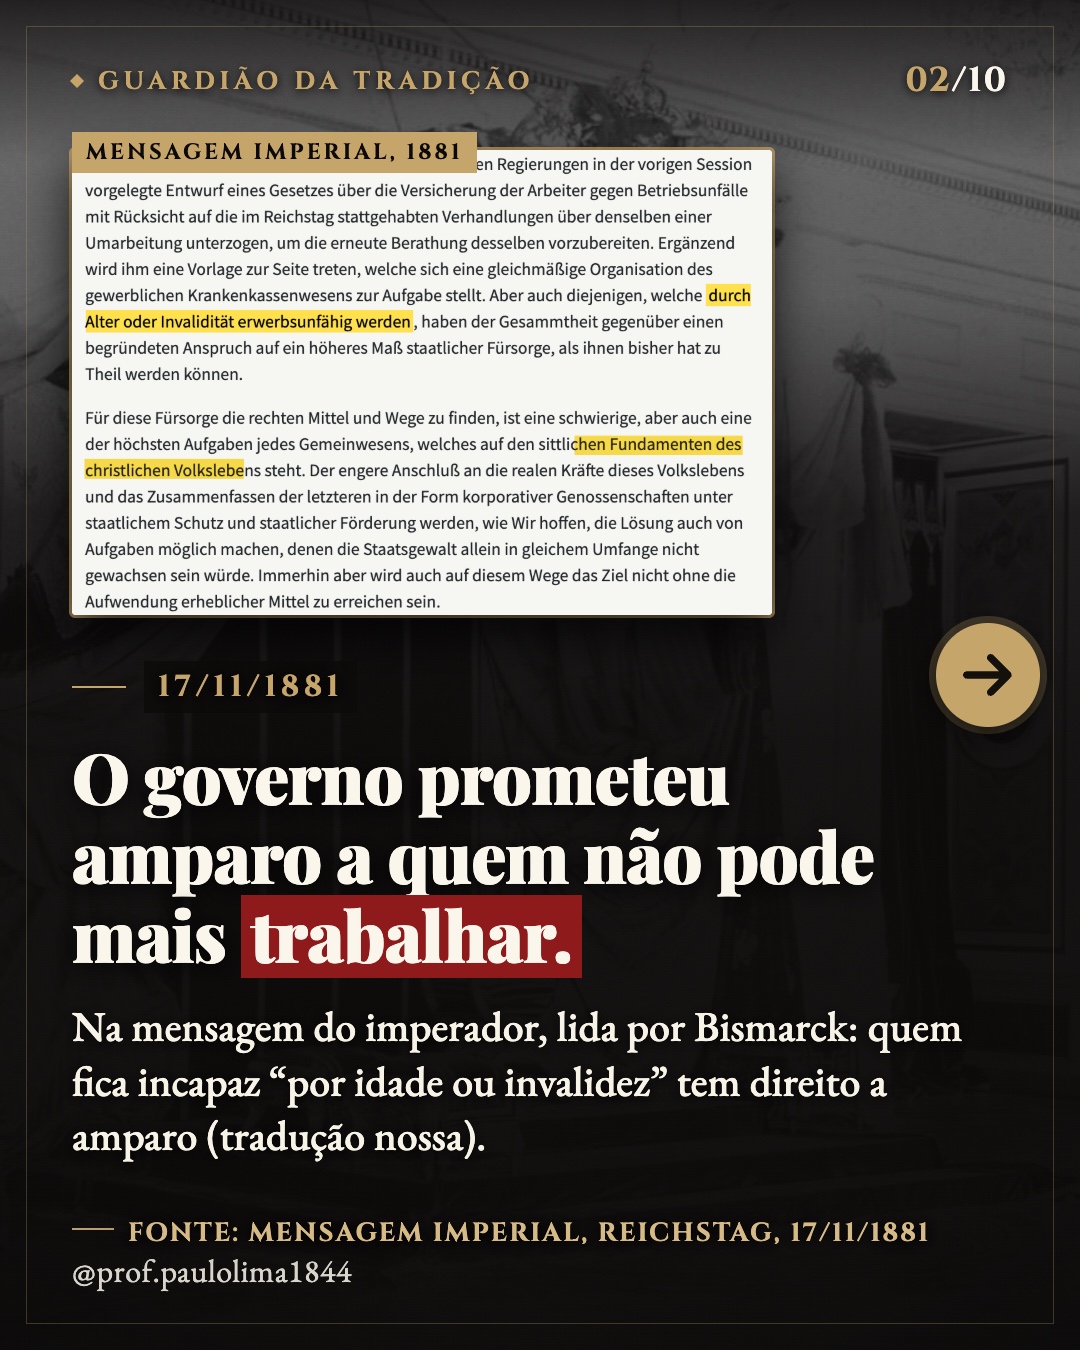 GUARDIÃO DA TRADIÇÃO
02/10
MENSAGEM IMPERIAL, 1881
en Regierungen in der vorigen Session
vorgelegte Entwurf eines Gesetzes über die Versicherung der Arbeiter gegen Betriebsunfälle
mit Rücksicht auf die im Reichstag stattgehabten Verhandlungen über denselben einer
Umarbeitung unterzogen, um die erneute Berathung desselben vorzubereiten. Ergänzend
wird ihm eine Vorlage zur Seite treten, welche sich eine gleichmäßige Organisation des
gewerblichen Krankenkassenwesens zur Aufgabe stellt. Aber auch diejenigen, welche durch
Alter oder Invalidität erwerbsunfähig werden, haben der Gesammtheit gegenüber einen
begründeten Anspruch auf ein höheres Maß staatlicher Fürsorge, als ihnen bisher hat zu
Theil werden können.
Für diese Fürsorge die rechten Mittel und Wege zu finden, ist eine schwierige, aber auch eine
der höchsten Aufgaben jedes Gemeinwesens, welches auf den sittlichen Fundamenten des
christlichen Volkslebens steht. Der engere Anschluß an die realen Kräfte dieses Volkslebens
und das Zusammenfassen der letzteren in der Form korporativer Genossenschaften unter
staatlichem Schutz und staatlicher Förderung werden, wie Wir hoffen, die Lösung auch von
Aufgaben möglich machen, denen die Staatsgewalt allein in gleichem Umfange nicht
gewachsen sein würde. Immerhin aber wird auch auf diesem Wege das Ziel nicht ohne die
Aufwendung erheblicher Mittel zu erreichen sein.
17/11/1881
O governo prometeu
amparo a quem não pode
mais trabalhar.
Na mensagem do imperador, lida por Bismarck: quem
fica incapaz “por idade ou invalidez” tem direito a
amparo (tradução nossa).
FONTE: MENSAGEM IMPERIAL, REICHSTAG, 17/11/1881
@prof.paulolima1844